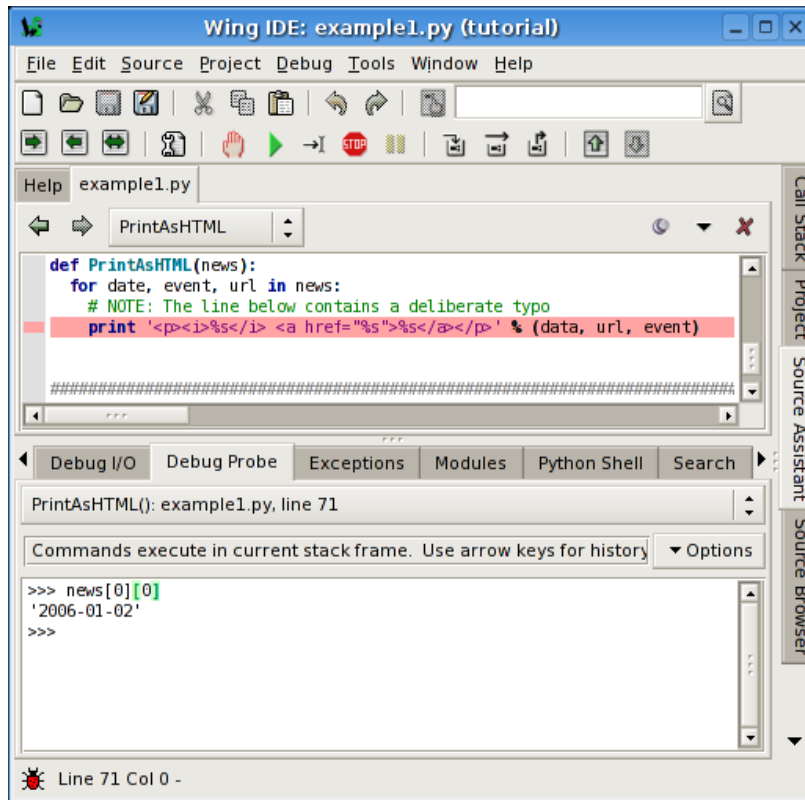 Wing IDE: example1.py (tutorial)
File Edit Source Project Debug Tools Window Help
STOP
Help example1.py
PrintAsHTML
def PrintAsHTML(news):
for date, event, url in news:
# NOTE: The line below contains a deliberate typo
print '<p><i>%s</i> <a href="%s">%s</a></p>' % (data, url, event)
########################################################################
Call Stack
Project
Source Assistant
Source Browser
Debug I/O Debug Probe Exceptions Modules Python Shell Search
PrintAsHTML(): example1.py, line 71
Commands execute in current stack frame. Use arrow keys for history
Options
>>> news[0][0]
'2006-01-02'
>>>
Line 71 Col 0 -